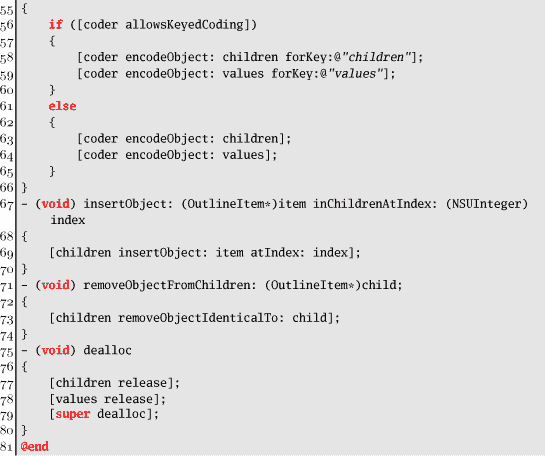 55 {
56     if ([coder allowsKeyedCoding])
57     {
58         [coder encodeObject: children forKey:@"children"];
59         [coder encodeObject: values forKey:@"values"];
60     }
61     else
62     {
63         [coder encodeObject: children];
64         [coder encodeObject: values];
65     }
66 }
67 - (void) insertObject: (OutlineItem*)item inChildrenAtIndex: (NSUInteger)
index
68 {
69     [children insertObject: item atIndex: index];
70 }
71 - (void) removeObjectFromChildren: (OutlineItem*)child;
72 {
73     [children removeObjectIdenticalTo: child];
74 }
75 - (void) dealloc
76 {
77     [children release];
78     [values release];
79     [super dealloc];
80 }
81 @end